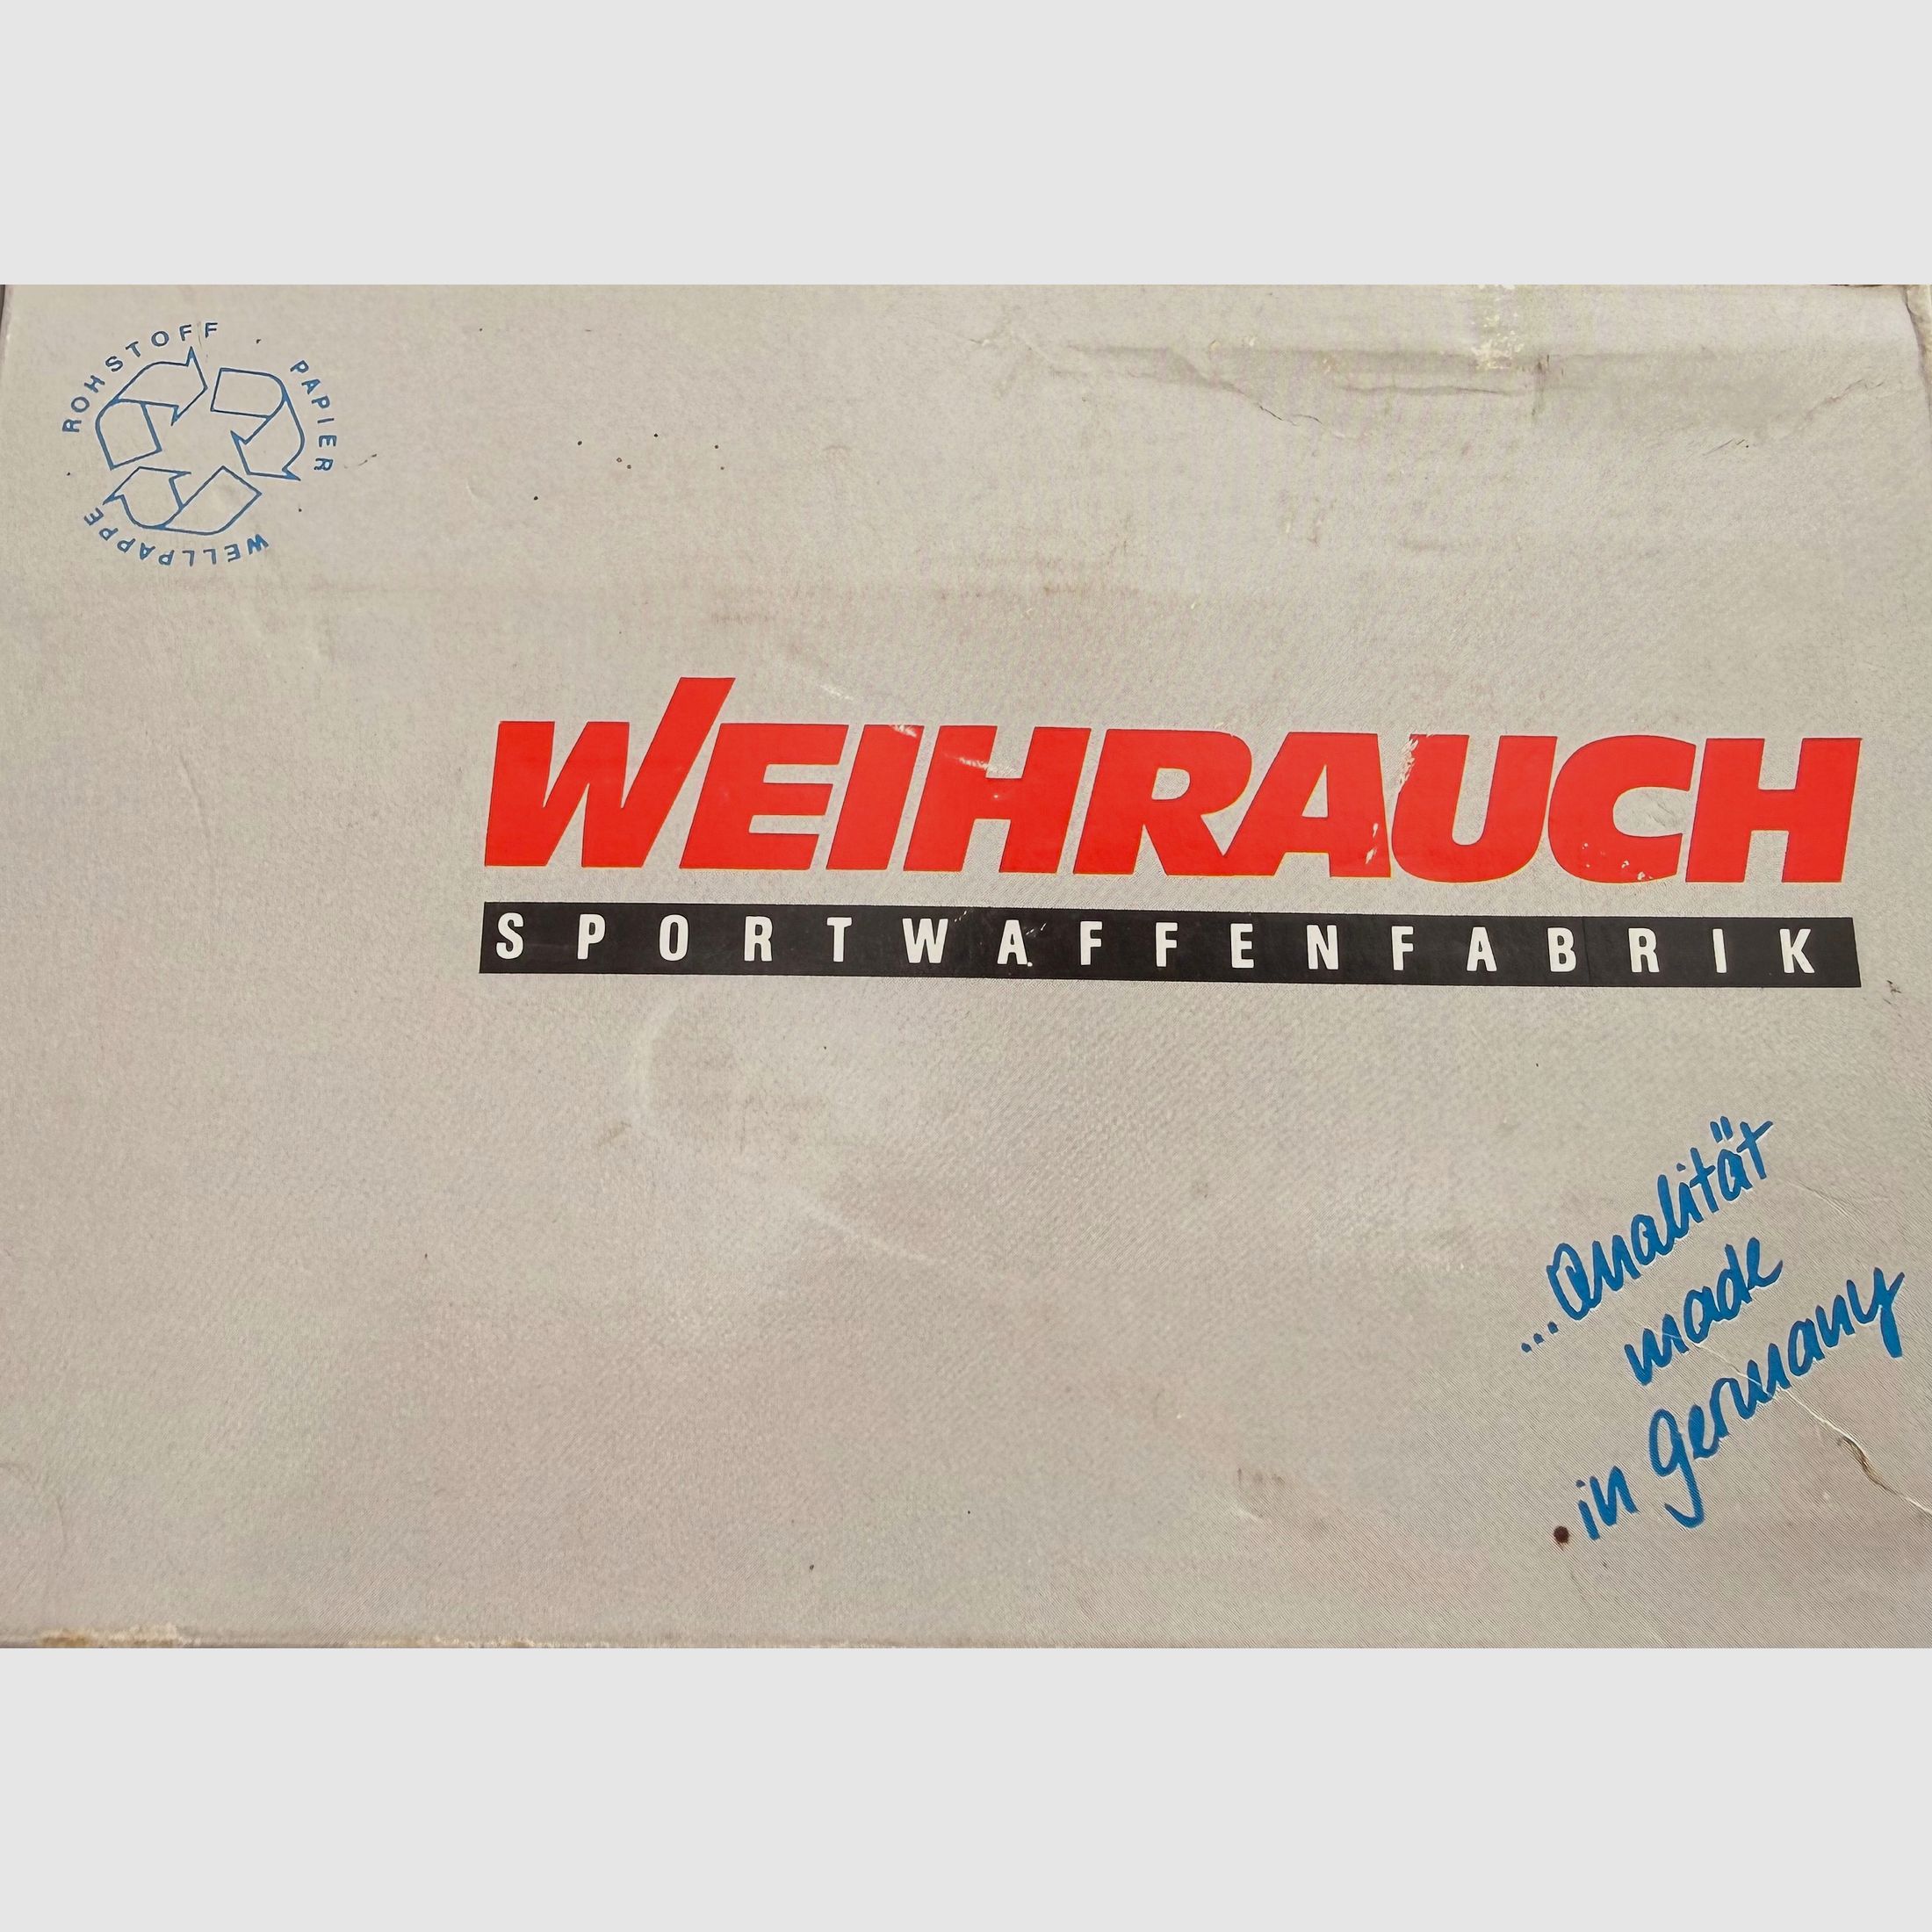 ROHSTOFF
PAPIER
WELLPAPPE
WEIHRAUCH
SPORTWAFFENFABRIK
...Qualität
made
in Germany